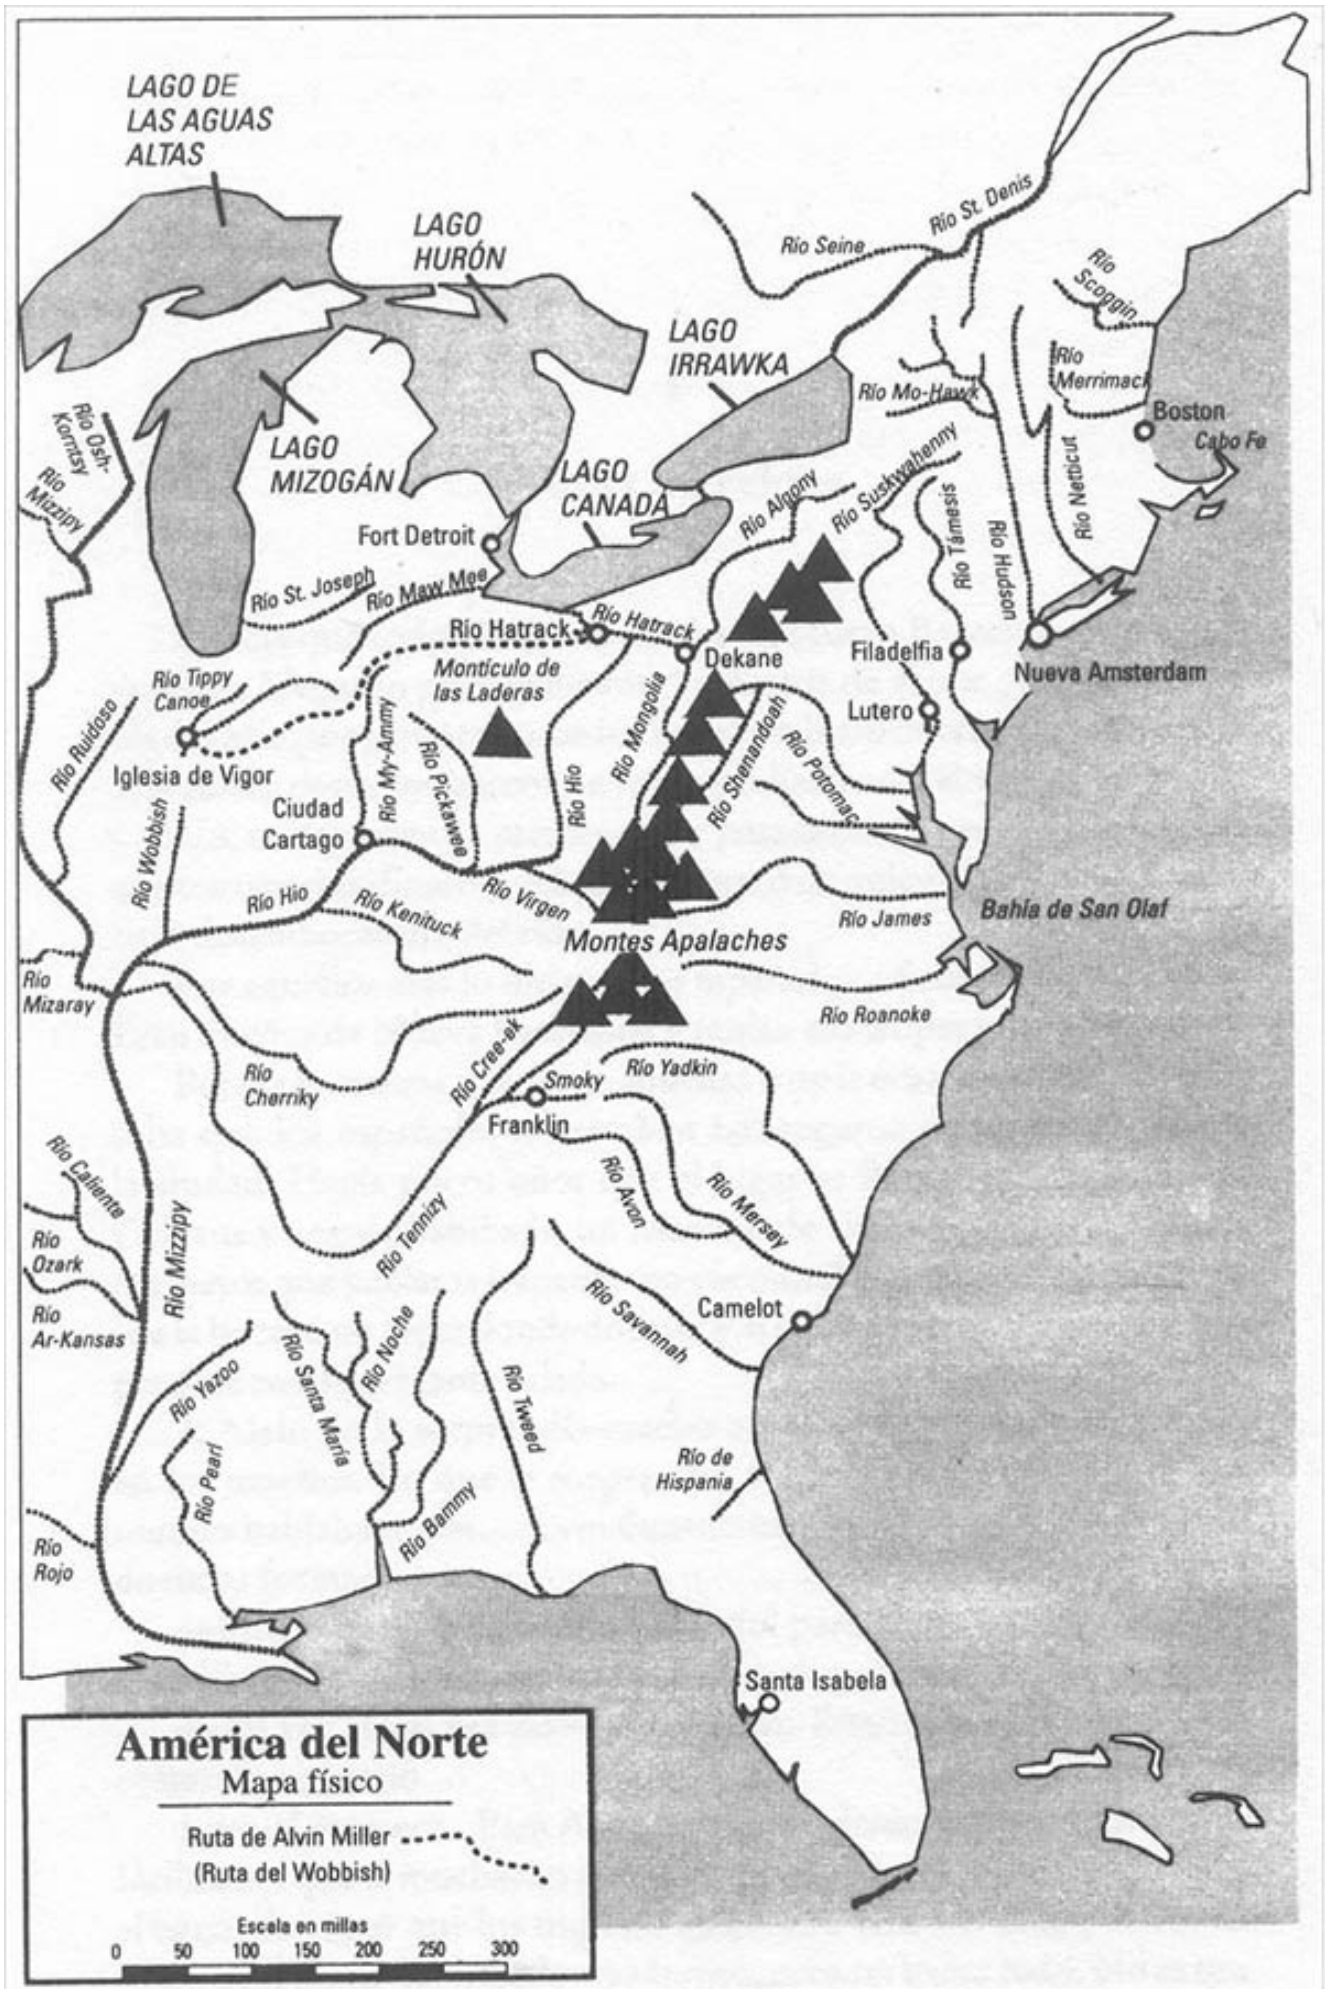 LAGO DE
LAS AGUAS
ALTAS
LAGO
HURÓN
LAGO
IRRAWKA
LAGO
MIZOGÁN
LAGO
CANADÁ
Río St. Denis
Río Seine
Río
Scoggin
Río
Merrimack
Río Mo-Hawk
Boston
Cabo Fe
Río Osh-
Kontsy
Río
Mizzipy
Fort Detroit
Río Algony
Río Suskwahenny
Río Támesis
Río Hudson
Río Netticut
Río St. Joseph
Río Maw Mee
Río Hatrack
Río Hatrack
Dekane
Filadelfia
Nueva Amsterdam
Lutero
Montículo de
las Laderas
Río Tippy
Canoe
Río Ruidoso
Iglesia de Vigor
Río My-Ammy
Río Pickawee
Río Hio
Río Mongolia
Río Shenandoah
Río Potomac
Ciudad
Cartago
Río Wobbish
Río Hio
Río Kenituck
Río Virgen
Río James
Bahía de San Olaf
Montes Apalaches
Río
Mizaray
Río Roanoke
Río
Cherriky
Río Cree-ek
Smoky
Franklin
Río Yadkin
Río Caliente
Río
Ozark
Río
Ar-Kansas
Río Mizzipy
Río Tennizy
Río Avon
Río Mersey
Río Savannah
Camelot
Río Yazoo
Río Santa María
Río Noche
Río Tweed
Río Pearl
Río Bammy
Río de
Hispania
Río
Rojo
Santa Isabela
América del Norte
Mapa físico
Ruta de Alvin Miller
(Ruta del Wobbish)
Escala en millas
0 50 100 150 200 250 300